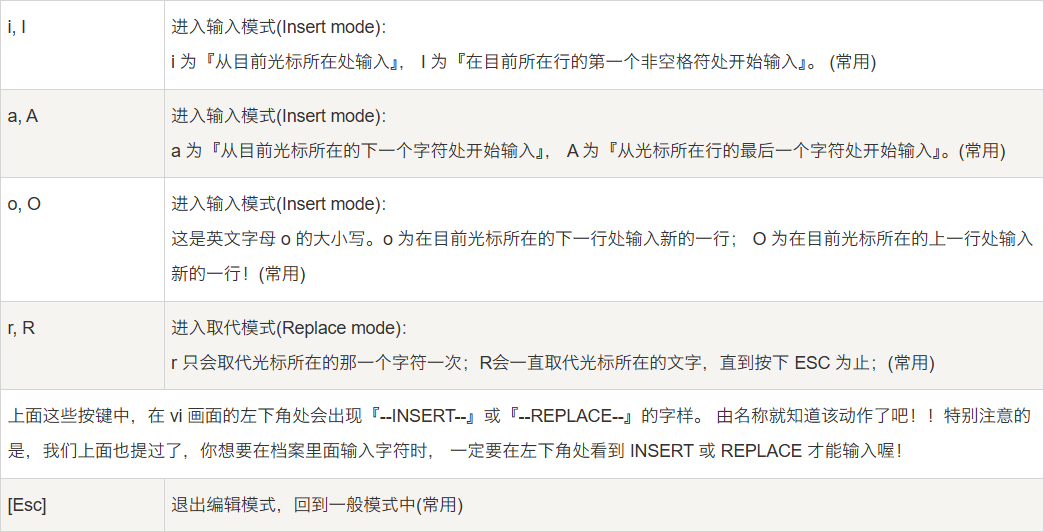 i, I
进入输入模式(Insert mode):
i 为『从目前光标所在处输入』， I 为『在目前所在行的第一个非空格符处开始输入』。 (常用)
a, A
进入输入模式(Insert mode):
a 为『从目前光标所在的下一个字符处开始输入』， A 为『从光标所在行的最后一个字符处开始输入』。(常用)
o, O
进入输入模式(Insert mode):
这是英文字母 o 的大小写。o 为在目前光标所在的下一行处输入新的一行； O 为在目前光标所在的上一行处输入
新的一行！(常用)
r, R
进入取代模式(Replace mode):
r 只会取代光标所在的那一个字符一次；R会一直取代光标所在的文字，直到按下 ESC 为止；(常用)
上面这些按键中，在 vi 画面的左下角处会出现『--INSERT--』或『--REPLACE--』的字样。 由名称就知道该动作了吧！！特别注意的
是，我们上面也提过了，你想要在档案里面输入字符时， 一定要在左下角处看到 INSERT 或 REPLACE 才能输入喔！
[Esc]
退出编辑模式，回到一般模式中(常用)